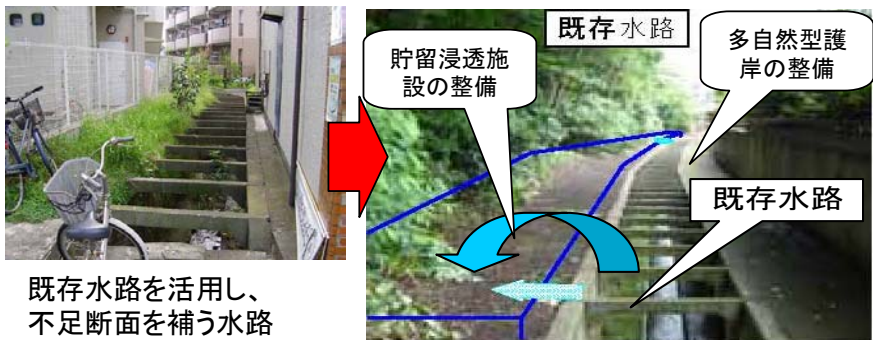 既存水路
貯留浸透施
設の整備
多自然型護
岸の整備
既存水路
既存水路を活用し、
不足断面を補う水路